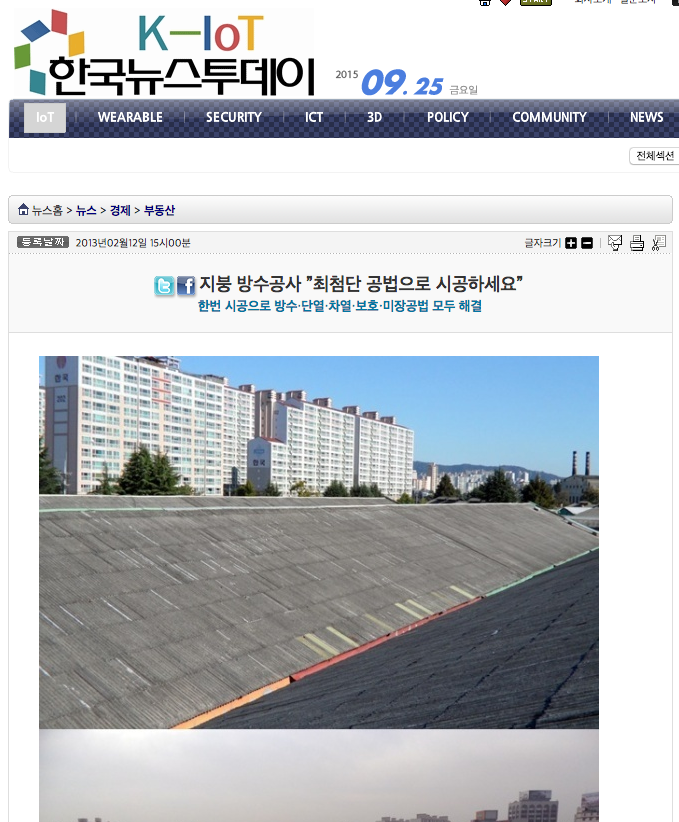 K-IoT
한국뉴스투데이
2015 09. 25 금요일
IoT WEARABLE SECURITY ICT 3D POLICY COMMUNITY NEWS
전체섹션
뉴스홈 > 뉴스 > 경제 > 부동산
등록날짜 2013년02월12일 15시00분
글자크기
지붕 방수공사 ”최첨단 공법으로 시공하세요”
한번 시공으로 방수·단열·차열·보호·미장공법 모두 해결
한국
202
한국